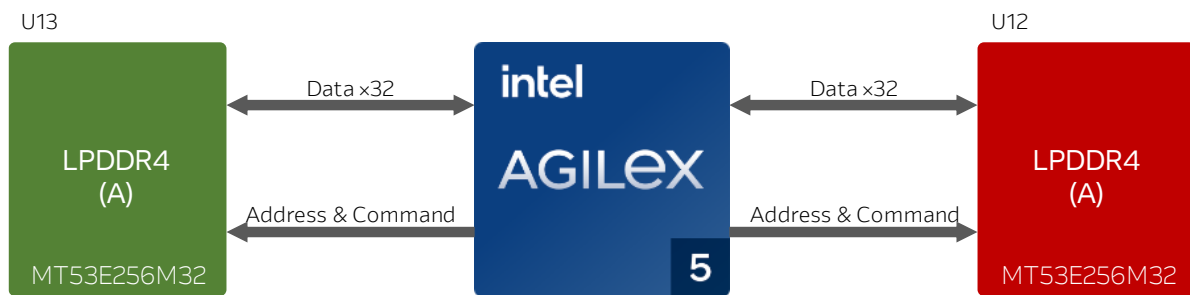 U13
LPDDR4
(A)
MT53E256M32
Data ×32
Address & Command
intel
AGILEX
5
Data ×32
Address & Command
U12
LPDDR4
(A)
MT53E256M32